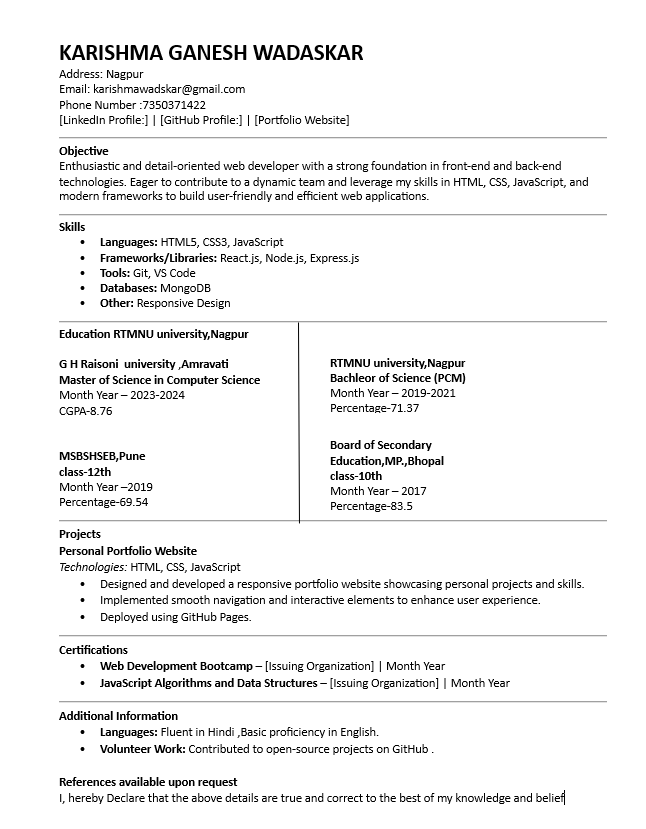 KARISHMA GANESH WADASKAR
Address: Nagpur
Email: karishmawadskar@gmail.com
Phone Number :7350371422
[LinkedIn Profile:] | [GitHub Profile:] | [Portfolio Website]
Objective
Enthusiastic and detail-oriented web developer with a strong foundation in front-end and back-end
technologies. Eager to contribute to a dynamic team and leverage my skills in HTML, CSS, JavaScript, and
modern frameworks to build user-friendly and efficient web applications.
Skills
• Languages: HTML5, CSS3, JavaScript
• Frameworks/Libraries: React.js, Node.js, Express.js
• Tools: Git, VS Code
• Databases: MongoDB
• Other: Responsive Design
Education RTMNU university,Nagpur
G H Raisoni university ,Amravati
Master of Science in Computer Science
Month Year – 2023-2024
CGPA-8.76
MSBSHSEB,Pune
class-12th
Month Year –2019
Percentage-69.54
RTMNU university,Nagpur
Bachleor of Science (PCM)
Month Year – 2019-2021
Percentage-71.37
Board of Secondary
Education,MP.,Bhopal
class-10th
Month Year – 2017
Percentage-83.5
Projects
Personal Portfolio Website
Technologies: HTML, CSS, JavaScript
• Designed and developed a responsive portfolio website showcasing personal projects and skills.
• Implemented smooth navigation and interactive elements to enhance user experience.
• Deployed using GitHub Pages.
Certifications
• Web Development Bootcamp – [Issuing Organization] | Month Year
• JavaScript Algorithms and Data Structures – [Issuing Organization] | Month Year
Additional Information
• Languages: Fluent in Hindi ,Basic proficiency in English.
• Volunteer Work: Contributed to open-source projects on GitHub .
References available upon request
I, hereby Declare that the above details are true and correct to the best of my knowledge and belief